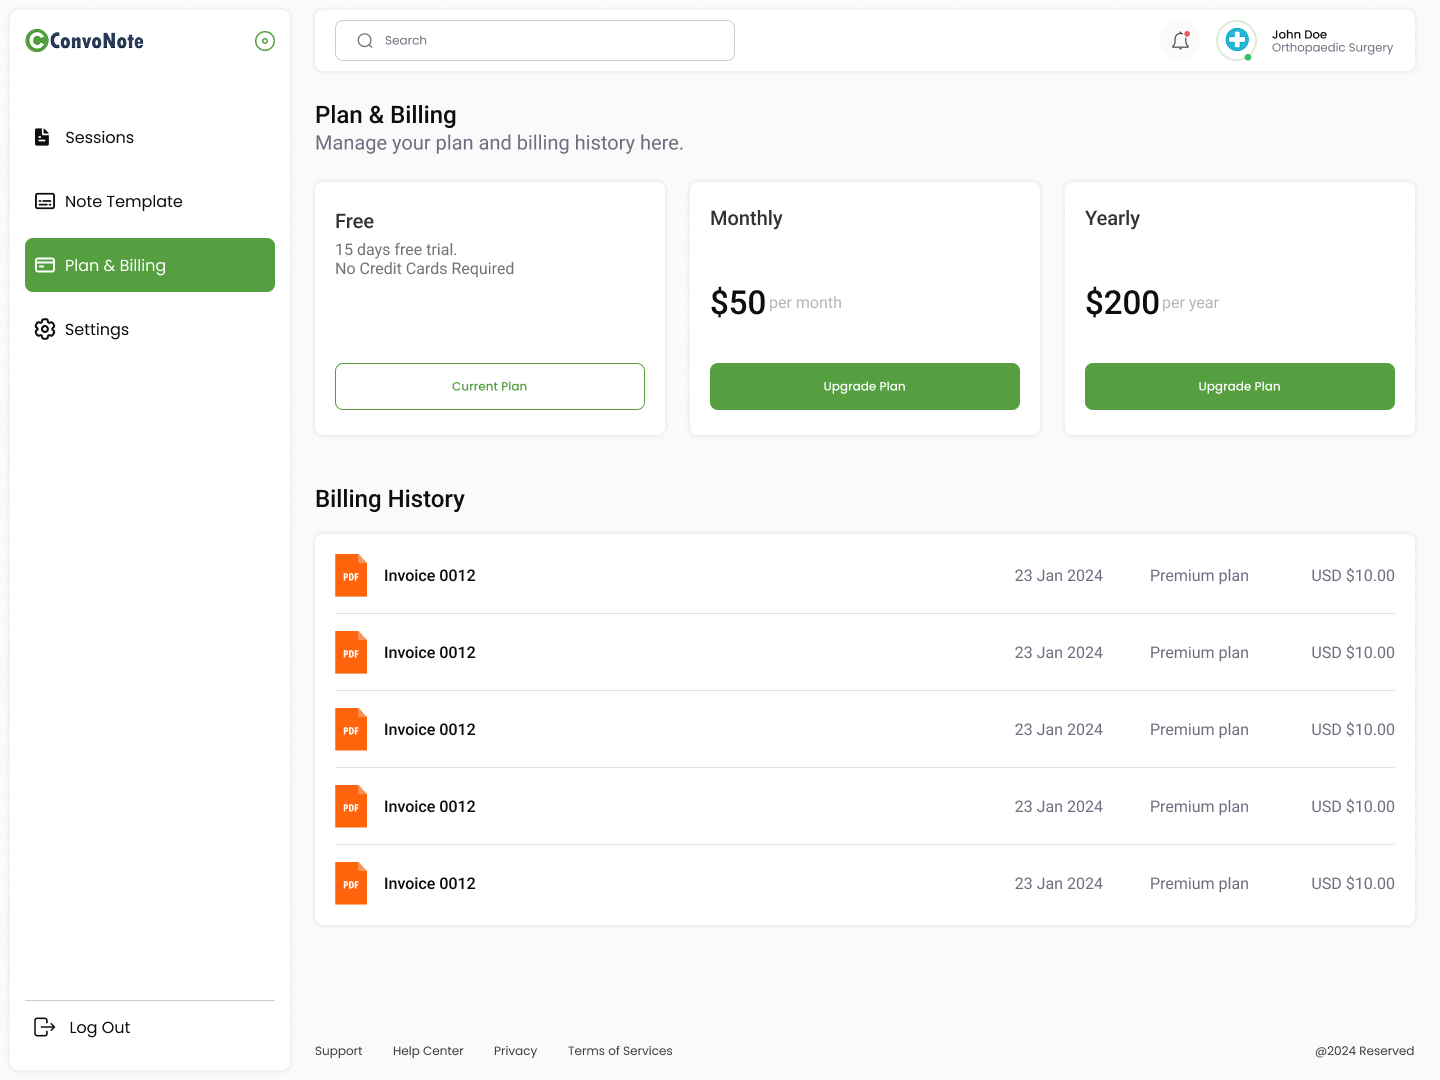 ConvoNote
Search
John Doe
Orthopaedic Surgery
Sessions
Note Template
Plan & Billing
Settings
Log Out
Plan & Billing
Manage your plan and billing history here.
Free
15 days free trial.
No Credit Cards Required
Current Plan
Monthly
$50 per month
Upgrade Plan
Yearly
$200 per year
Upgrade Plan
Billing History
PDF Invoice 0012 23 Jan 2024 Premium plan USD $10.00
PDF Invoice 0012 23 Jan 2024 Premium plan USD $10.00
PDF Invoice 0012 23 Jan 2024 Premium plan USD $10.00
PDF Invoice 0012 23 Jan 2024 Premium plan USD $10.00
PDF Invoice 0012 23 Jan 2024 Premium plan USD $10.00
Support Help Center Privacy Terms of Services @2024 Reserved